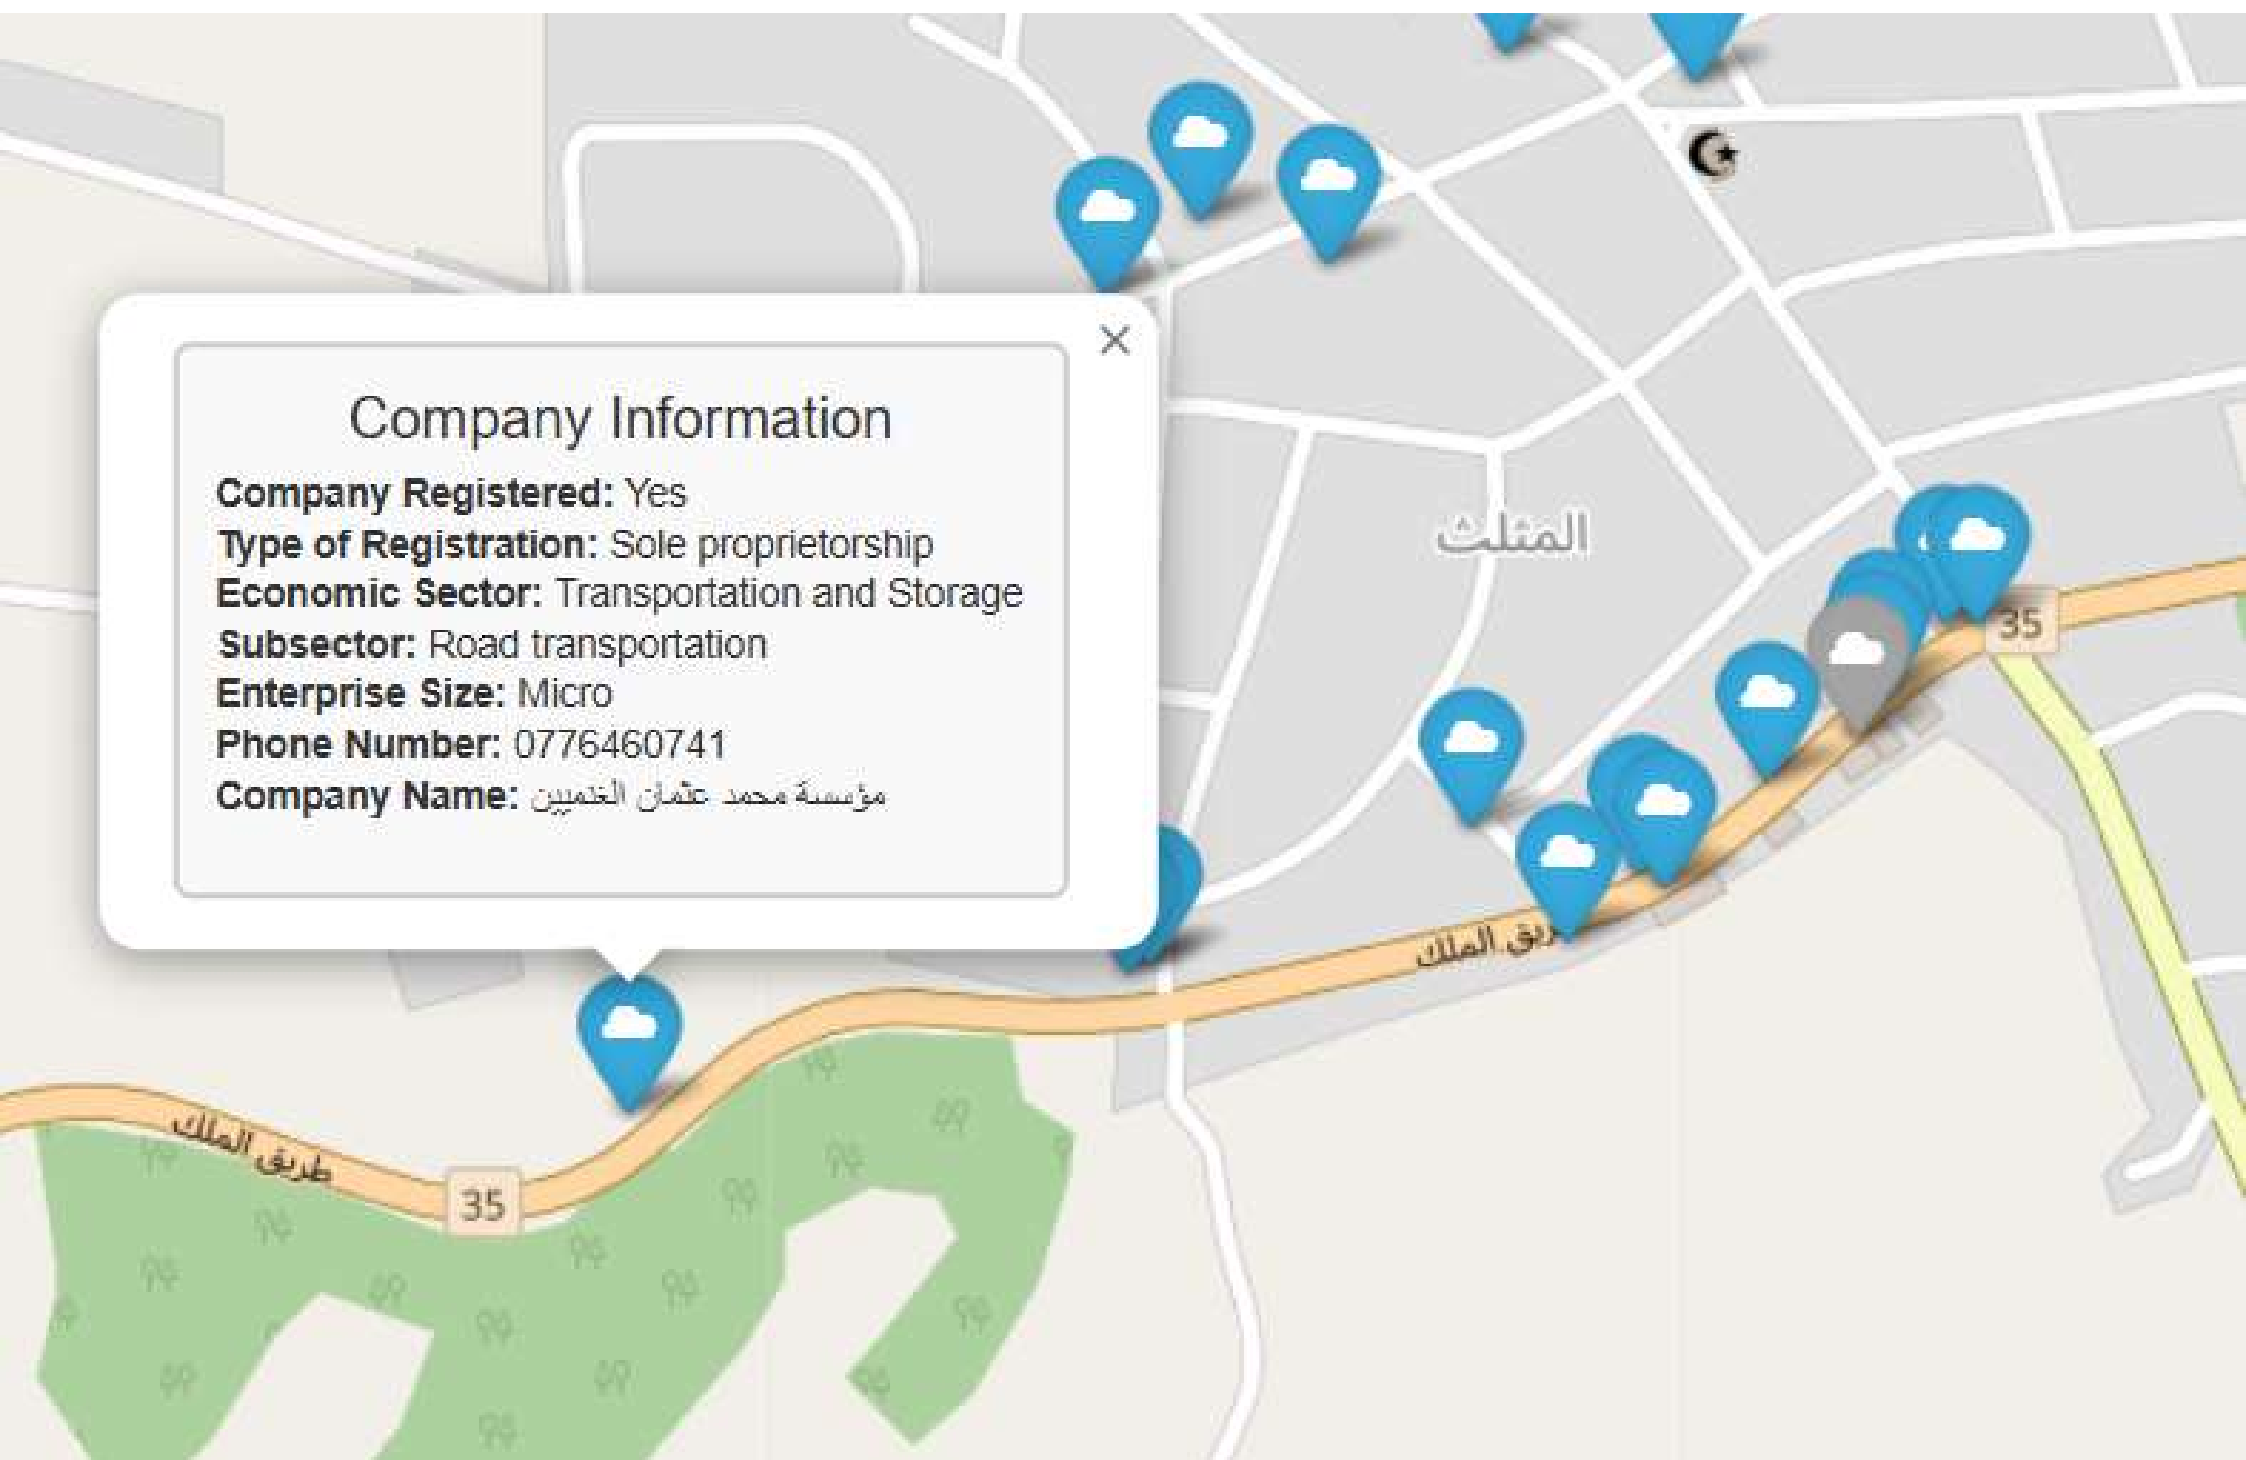 Company Information
Company Registered: Yes
Type of Registration: Sole proprietorship
Economic Sector: Transportation and Storage
Subsector: Road transportation
Enterprise Size: Micro
Phone Number: 0776460741
Company Name: مؤسسة محمد عثمان الغنميين
المثلث
35
طريق الملك
طريق الملك
35